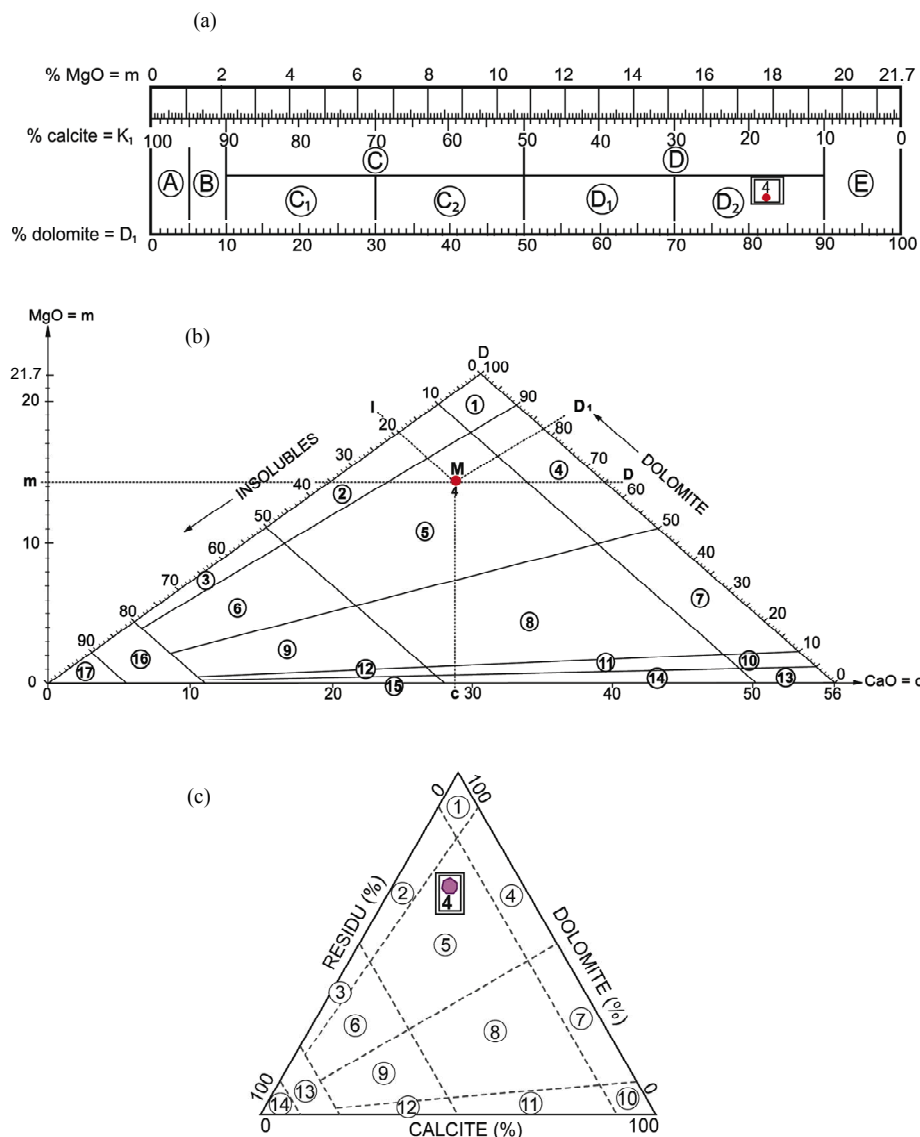 (a)
% MgO = m 0 2 4 6 8 10 12 14 16 18 20 21.7
% calcite = K₁ 100 90 80 70 60 50 40 30 20 10 0
C D
A B C₁ C₂ D₁ D₂ 4 E
% dolomite = D₁ 0 10 20 30 40 50 60 70 80 90 100
MgO = m
(b)
D
21.7 0 100
20 10 1 90
I 20 80 D₁
30 4 70
m 40 2 M 4 D 60
INSOLUBLES DOLOMITE
50 5 50
10 60 40
3 70 6 7 30
80 8 20
90 9 10
17 16 12 11 10 0
15 14 13
0 10 20 c 30 40 50 56 CaO = c
(c)
0 100
1
2 4 4
RESIDU (%) DOLOMITE (%)
5
3
6 8 7
9
100 13 0
14 12 11 10
0 CALCITE (%) 100